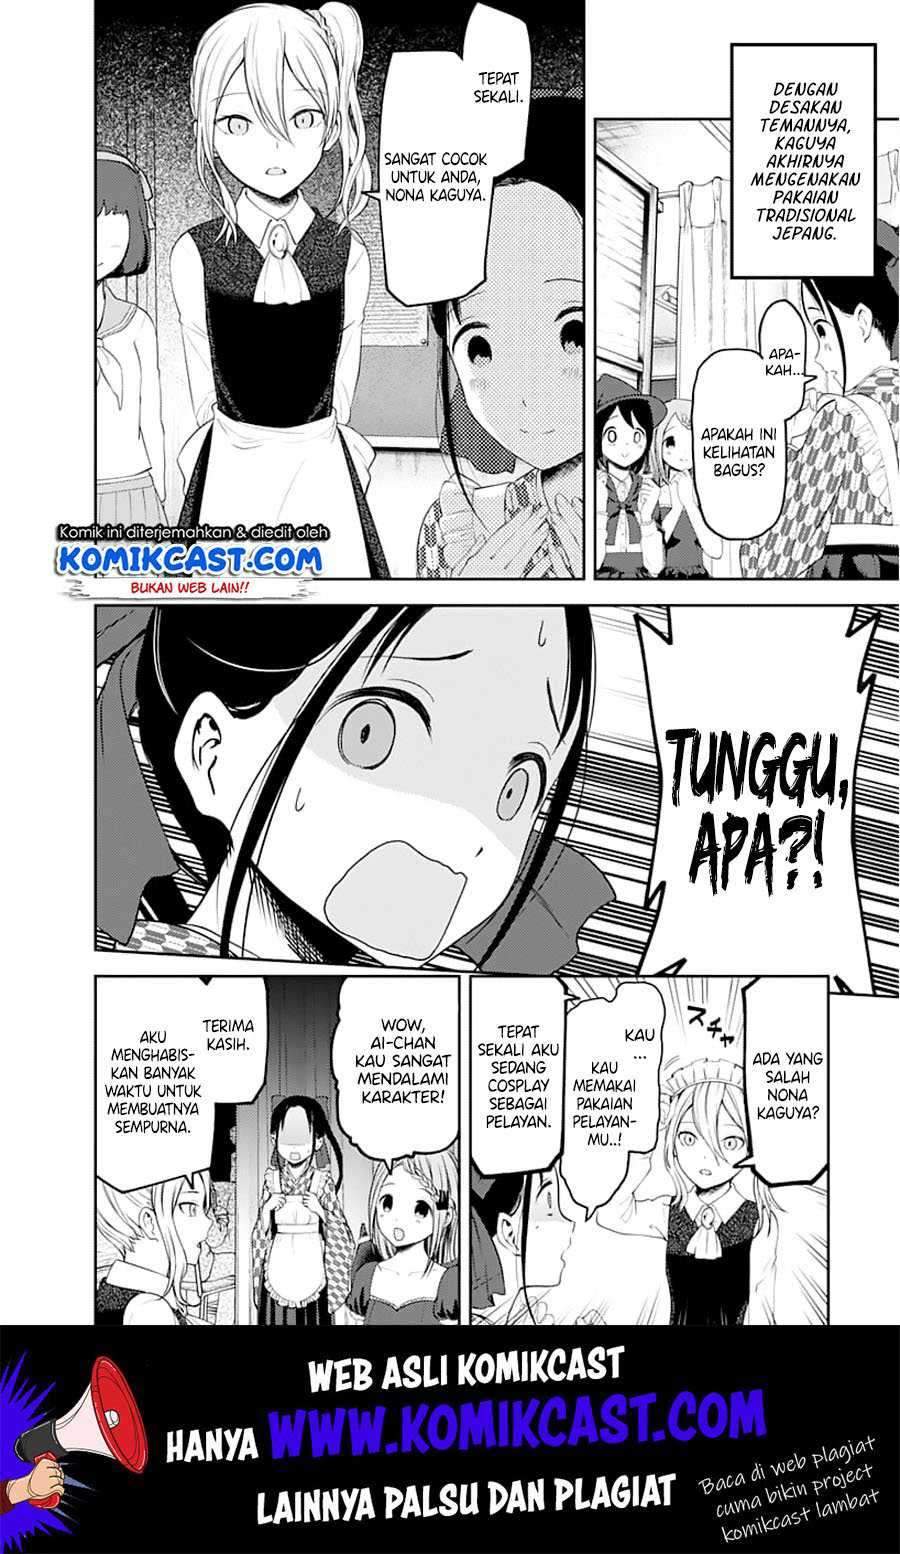 DENGAN
DESAKAN
TEMANNYA,
KAGUYA
AKHIRNYA
MENGENAKAN
PAKAIAN
TRADISIONAL
JEPANG.
APA-
KAH...
APAKAH INI
KELIHATAN
BAGUS?
TEPAT
SEKALI.
SANGAT COCOK
UNTUK ANDA,
NONA KAGUYA.
Komik ini diterjemahkan & diedit oleh
KOMIKCAST.COM
BUKAN WEB LAIN!!
TUNGGU,
APA?!
ADA YANG
SALAH
NONA
KAGUYA?
スチャ
KAU
...
KAU
MEMAKAI
PAKAIAN
PELAYAN-
MU..!
TEPAT
SEKALI AKU
SEDANG
COSPLAY
SEBAGAI
PELAYAN.
WOW,
AI-CHAN
KAU SANGAT
MENDALAMI
KARAKTER!
TERIMA
KASIH.
AKU
MENGHABIS-
KAN BANYAK
WAKTU UNTUK
MEMBUATNYA
SEMPURNA.
WEB ASLI KOMIKCAST
HANYA WWW.KOMIKCAST.COM
LAINNYA PALSU DAN PLAGIAT
Baca di web plagiat
cuma bikin project
komikcast lambat